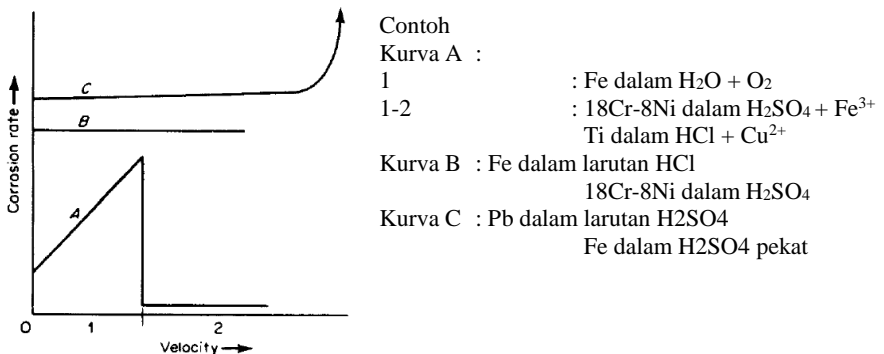 Contoh
Kurva A :
1 : Fe dalam H₂O + O₂
1-2 : 18Cr-8Ni dalam H₂SO₄ + Fe³⁺
Ti dalam HCl + Cu²⁺
Kurva B : Fe dalam larutan HCl
18Cr-8Ni dalam H₂SO₄
Kurva C : Pb dalam larutan H2SO4
Fe dalam H2SO4 pekat
Corrosion rate
C
B
A
0 1 2
Velocity